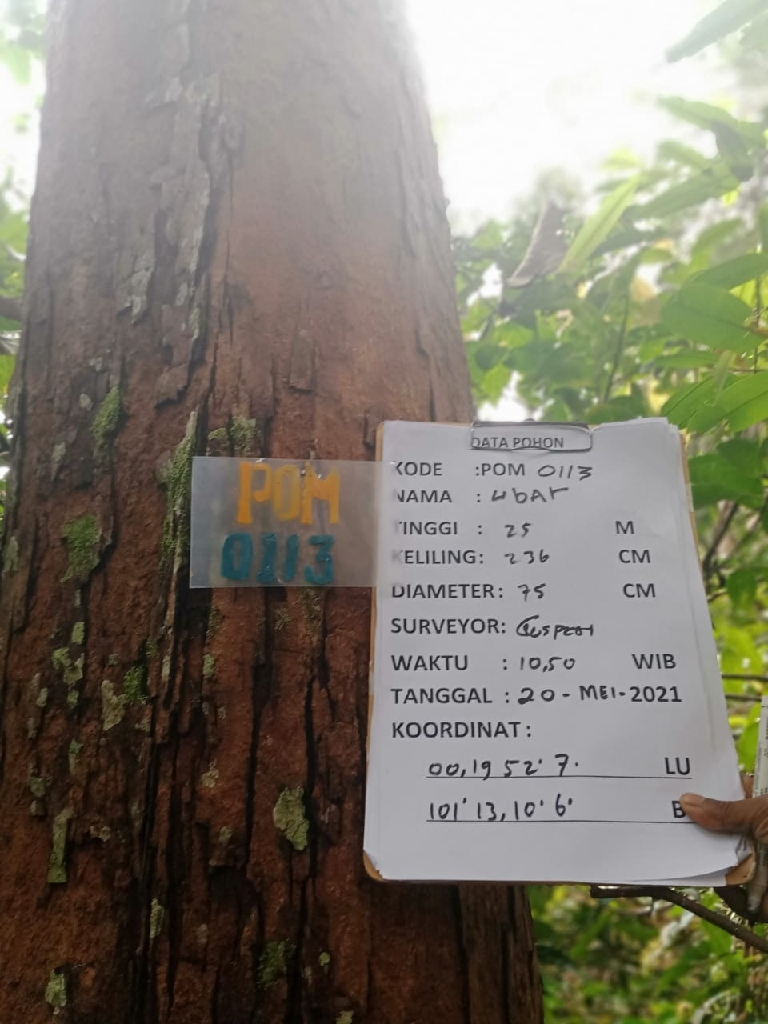 POM
0113
DATA POHON
KODE :POM 0113
NAMA : ubar
TINGGI : 25 M
KELILING: 236 CM
DIAMETER: 75 CM
SURVEYOR:
WAKTU : 10,50 WIB
TANGGAL : 20 - MEI - 2021
KOORDINAT :
00,19 52' 7' LU
101' 13, 10' 6' B